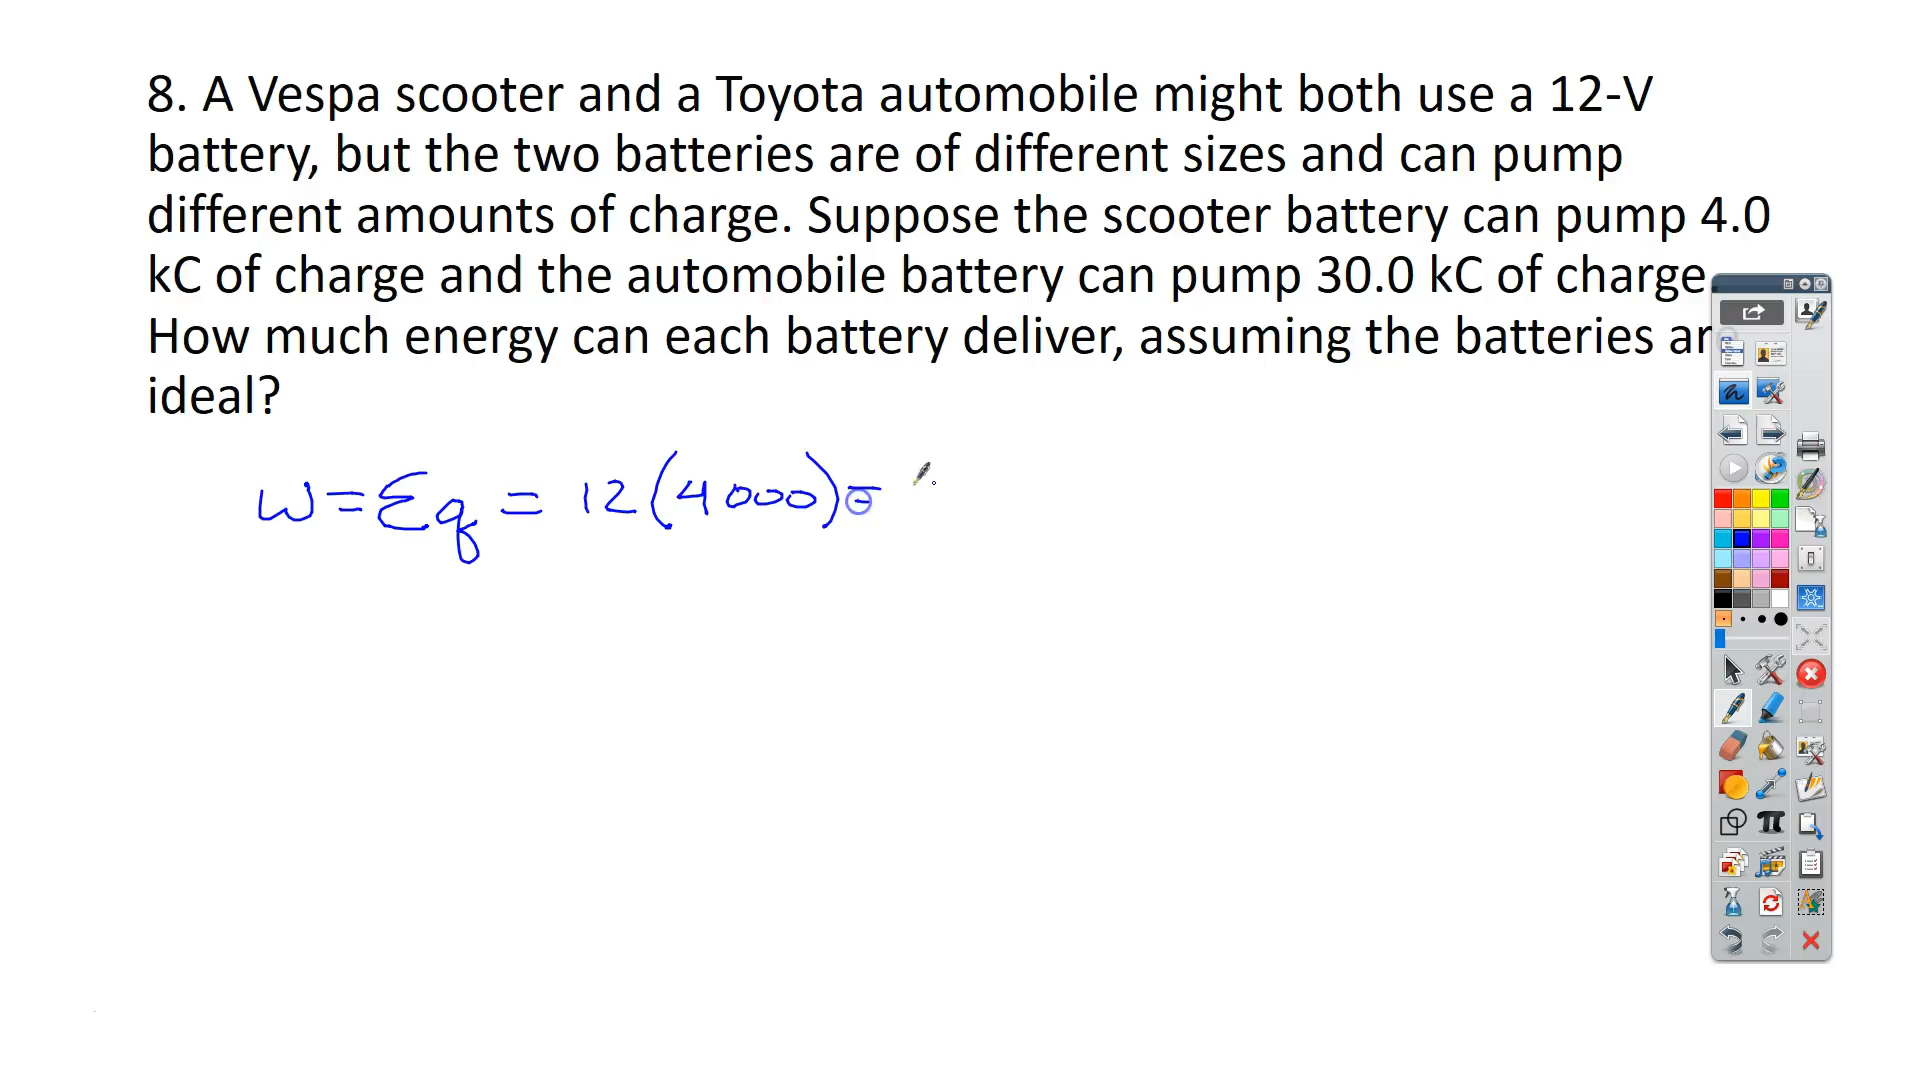 8. A Vespa scooter and a Toyota automobile might both use a 12-V
battery, but the two batteries are of different sizes and can pump
different amounts of charge. Suppose the scooter battery can pump 4.0
kC of charge and the automobile battery can pump 30.0 kC of charge
How much energy can each battery deliver, assuming the batteries ar
ideal?
W = Ɛq = 12 (4000) =